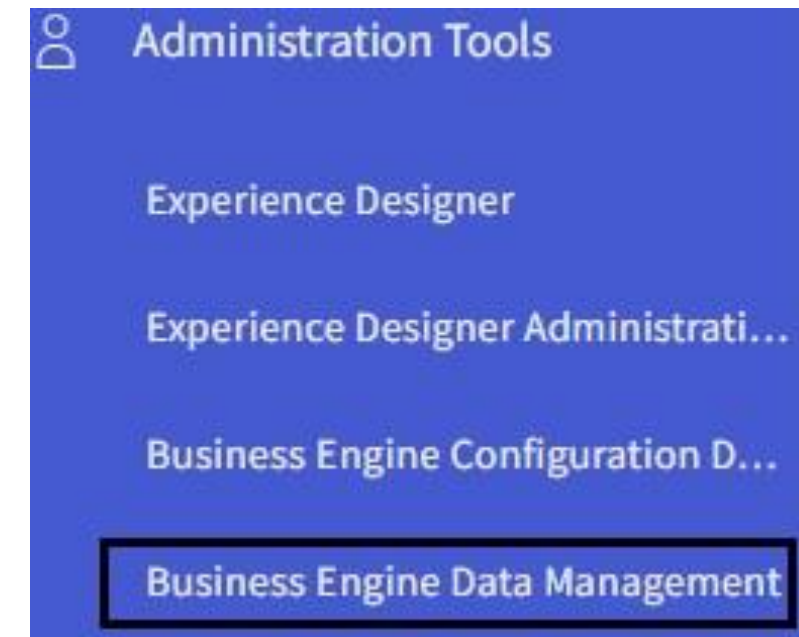 Administration Tools
Experience Designer
Experience Designer Administrati...
Business Engine Configuration D...
Business Engine Data Management